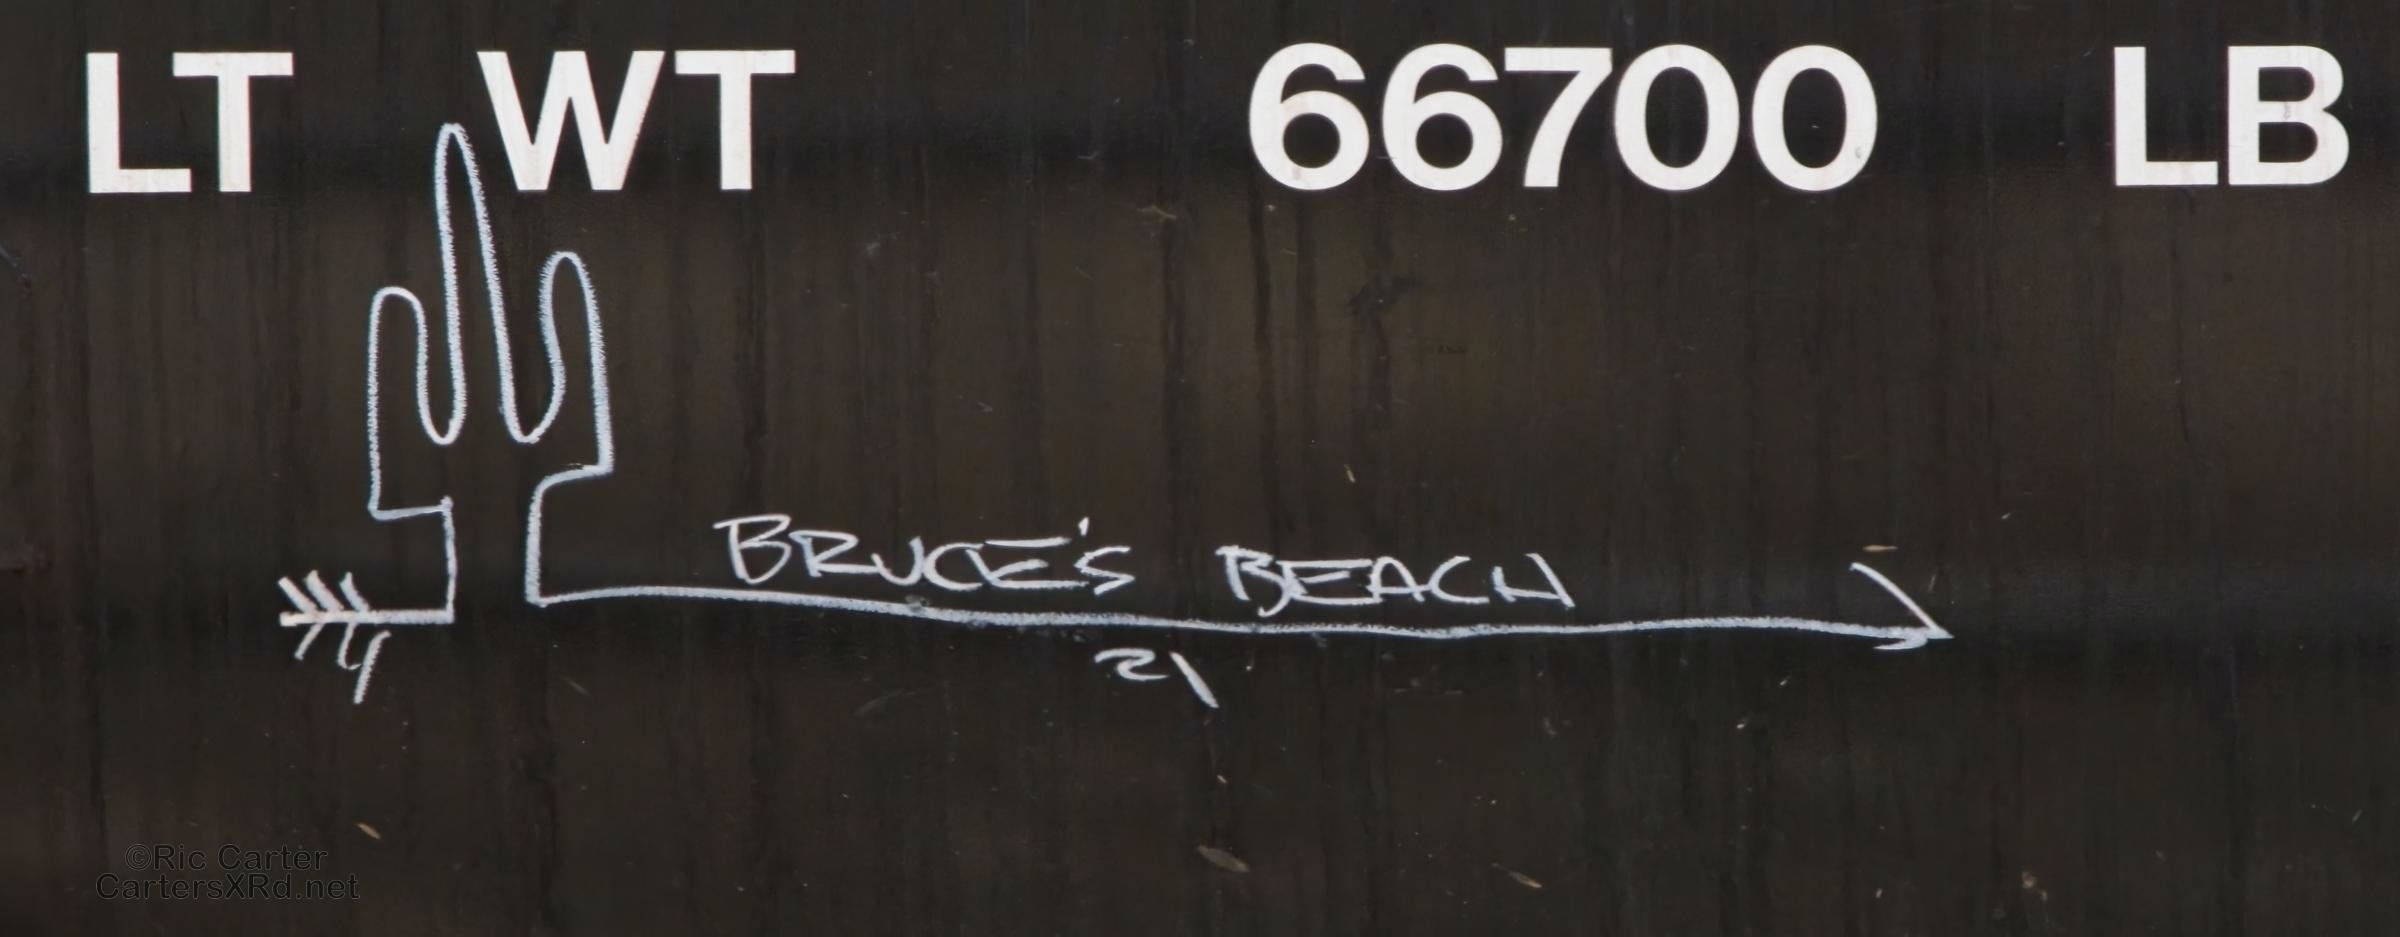 LT WT 66700 LB
BRUCE'S BEACH
21
©Ric Carter
CartersXRd.net